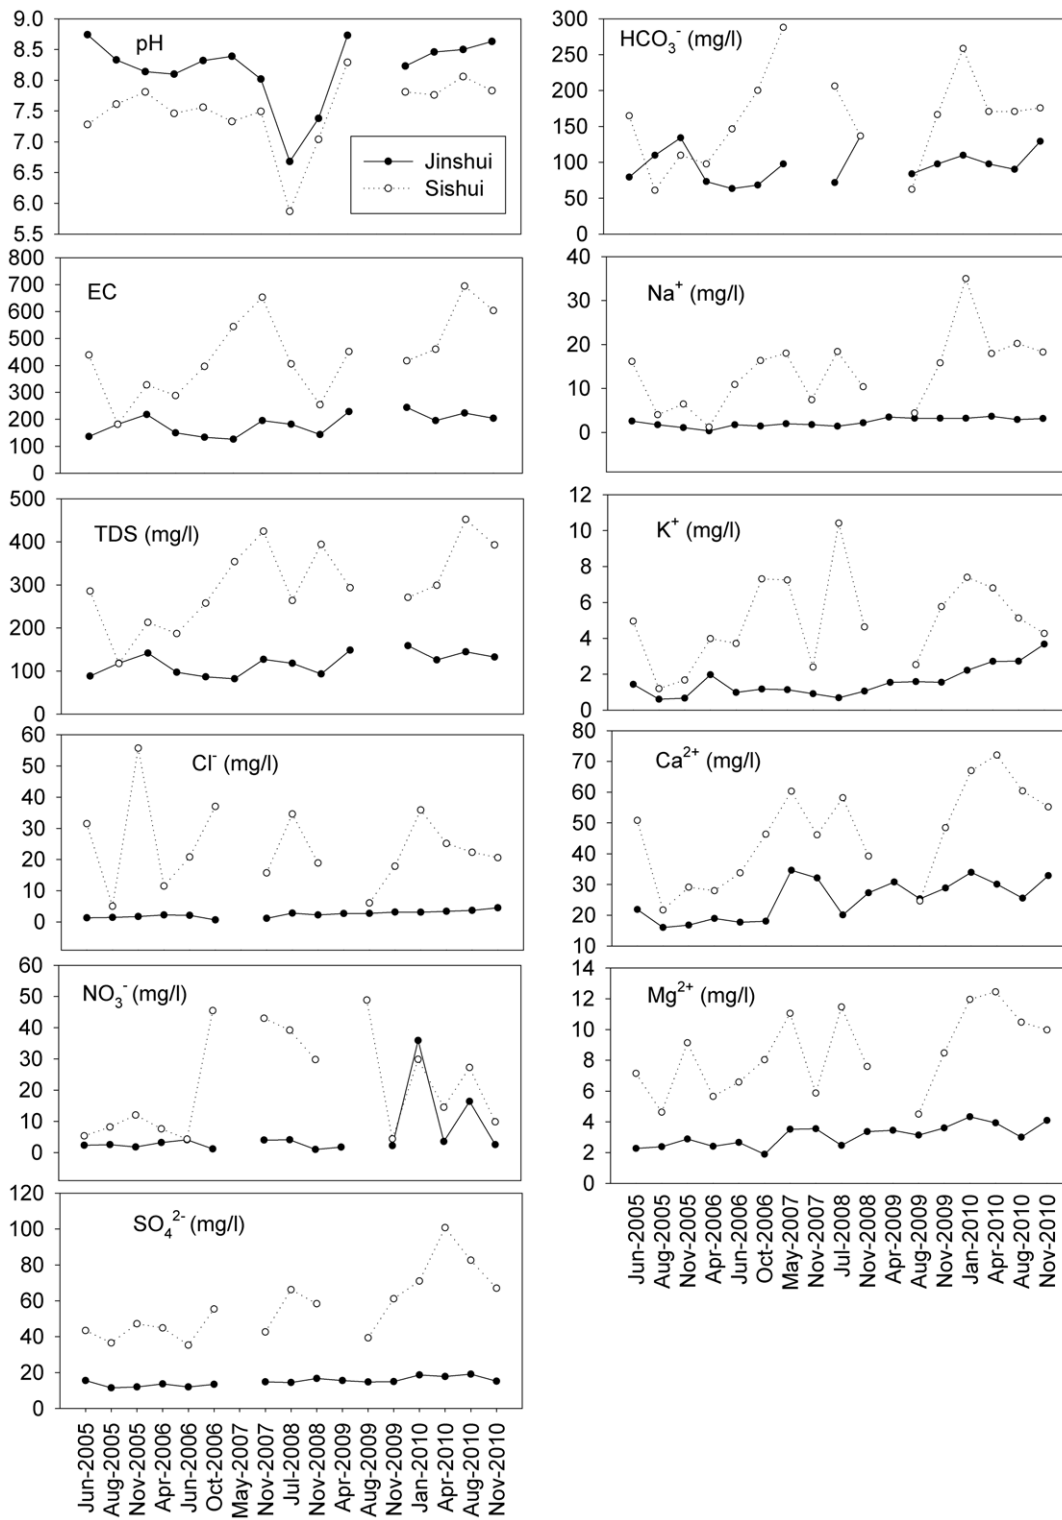 9.0
8.5
8.0
7.5
7.0
6.5
6.0
5.5
pH
Jinshui
Sishui
800
700
600
500
400
300
200
100
0
EC
500
400
300
200
100
0
TDS (mg/l)
60
50
40
30
20
10
0
Cl⁻ (mg/l)
60
50
40
30
20
10
0
NO₃⁻ (mg/l)
120
100
80
60
40
20
0
SO₄²⁻ (mg/l)
Jun-2005
Aug-2005
Nov-2005
Apr-2006
Jun-2006
Oct-2006
May-2007
Nov-2007
Jul-2008
Nov-2008
Apr-2009
Aug-2009
Nov-2009
Jan-2010
Apr-2010
Aug-2010
Nov-2010
300
250
200
150
100
50
0
HCO₃⁻ (mg/l)
40
30
20
10
0
Na⁺ (mg/l)
12
10
8
6
4
2
0
K⁺ (mg/l)
80
70
60
50
40
30
20
10
Ca²⁺ (mg/l)
14
12
10
8
6
4
2
0
Mg²⁺ (mg/l)
Jun-2005
Aug-2005
Nov-2005
Apr-2006
Jun-2006
Oct-2006
May-2007
Nov-2007
Jul-2008
Nov-2008
Apr-2009
Aug-2009
Nov-2009
Jan-2010
Apr-2010
Aug-2010
Nov-2010